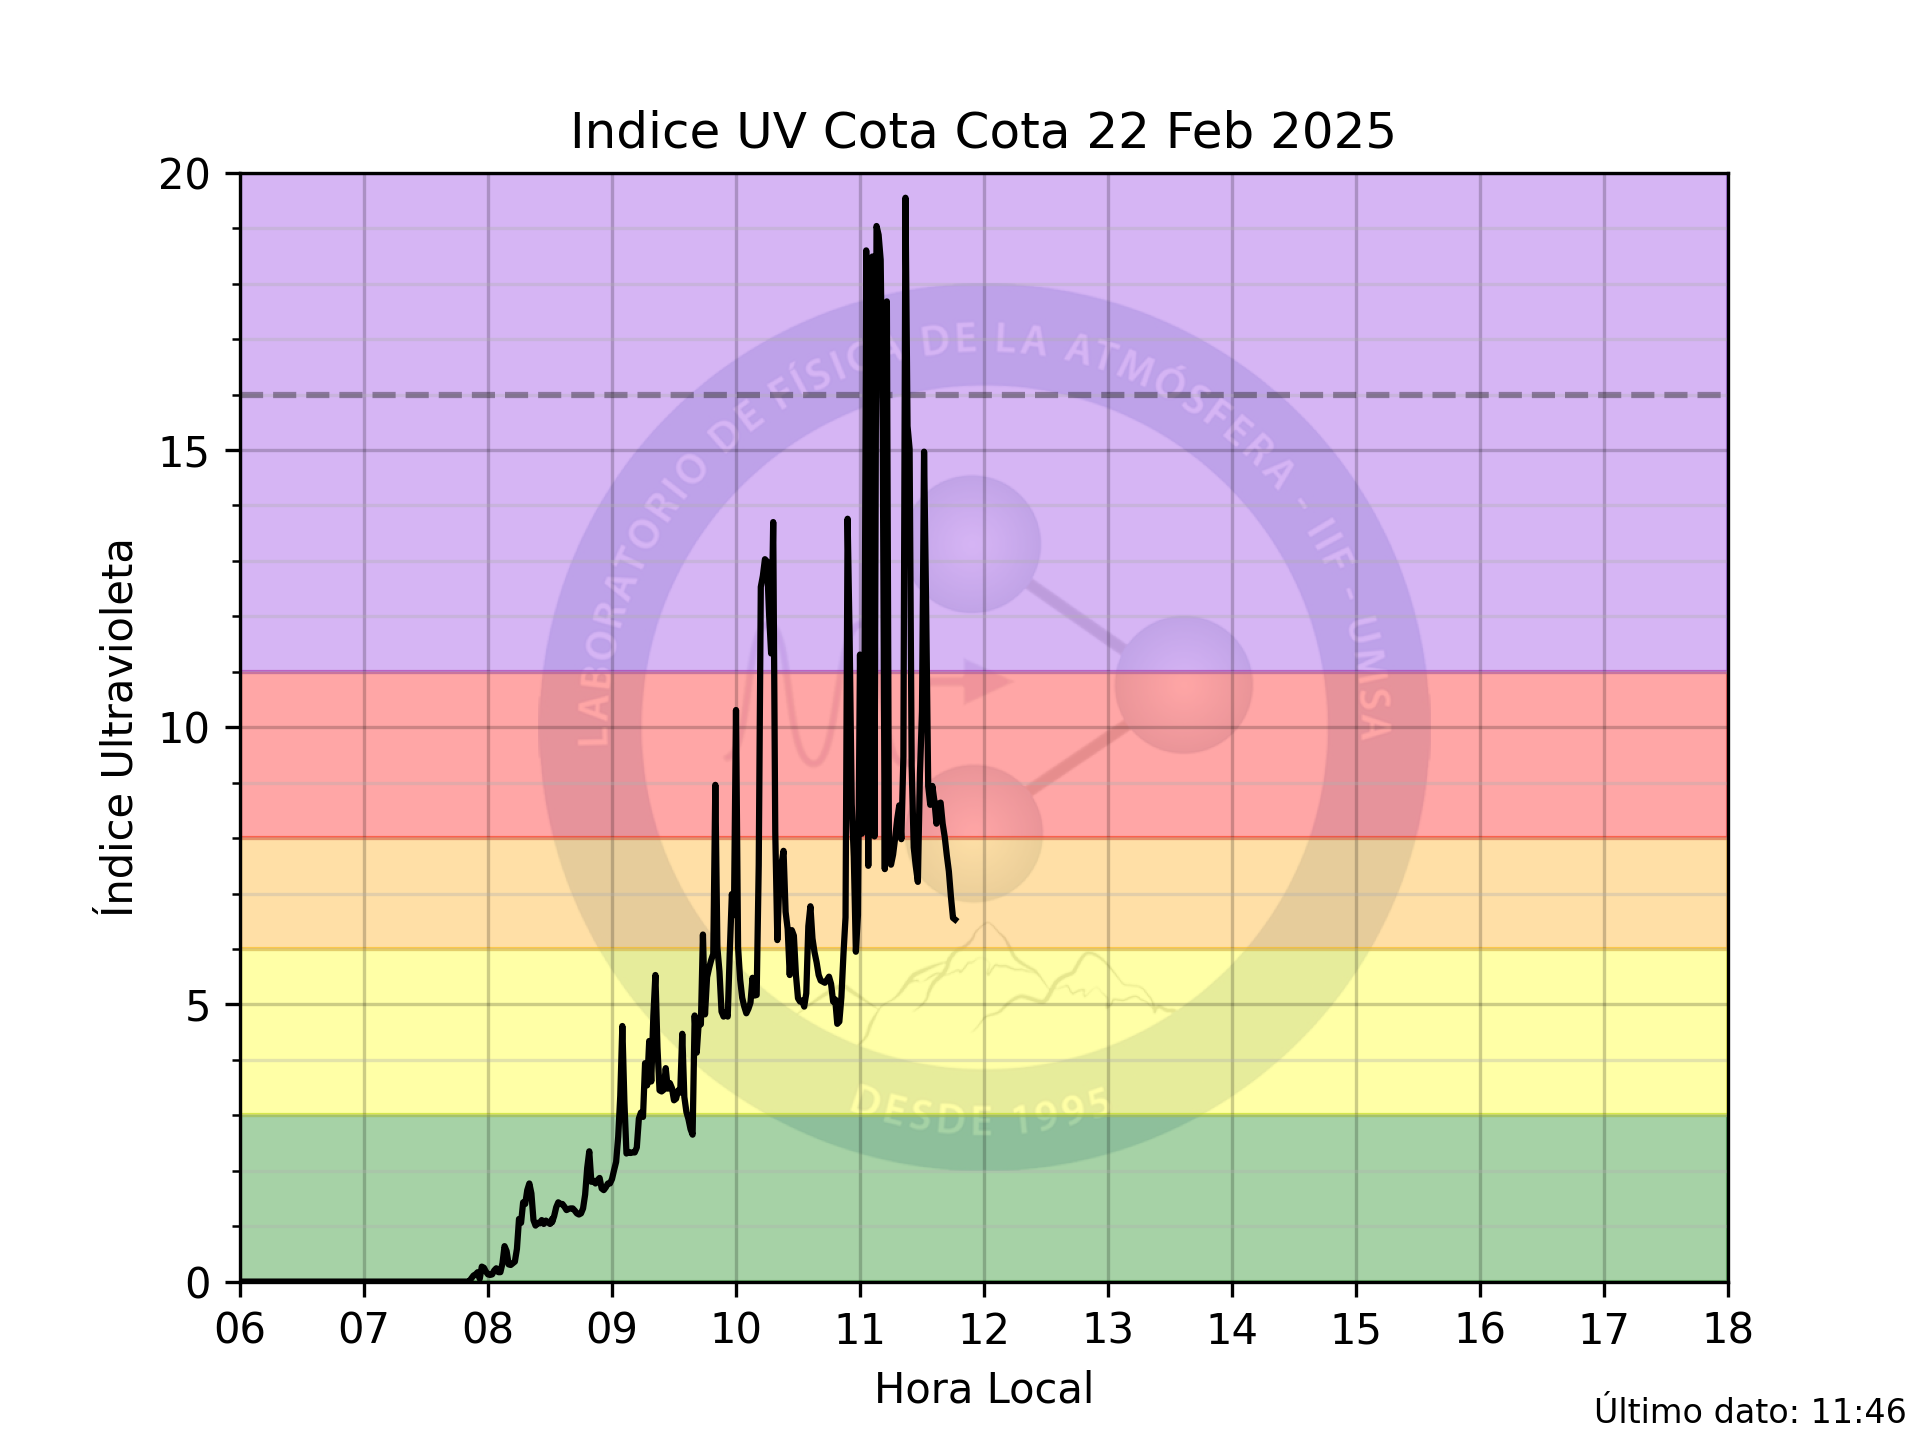 Indice UV Cota Cota 22 Feb 2025
20
15
10
5
0
Índice Ultravioleta
LABORATORIO DE FÍSICA DE LA ATMÓSFERA - IIF - UMSA
DESDE 1995
06 07 08 09 10 11 12 13 14 15 16 17 18
Hora Local
Último dato: 11:46